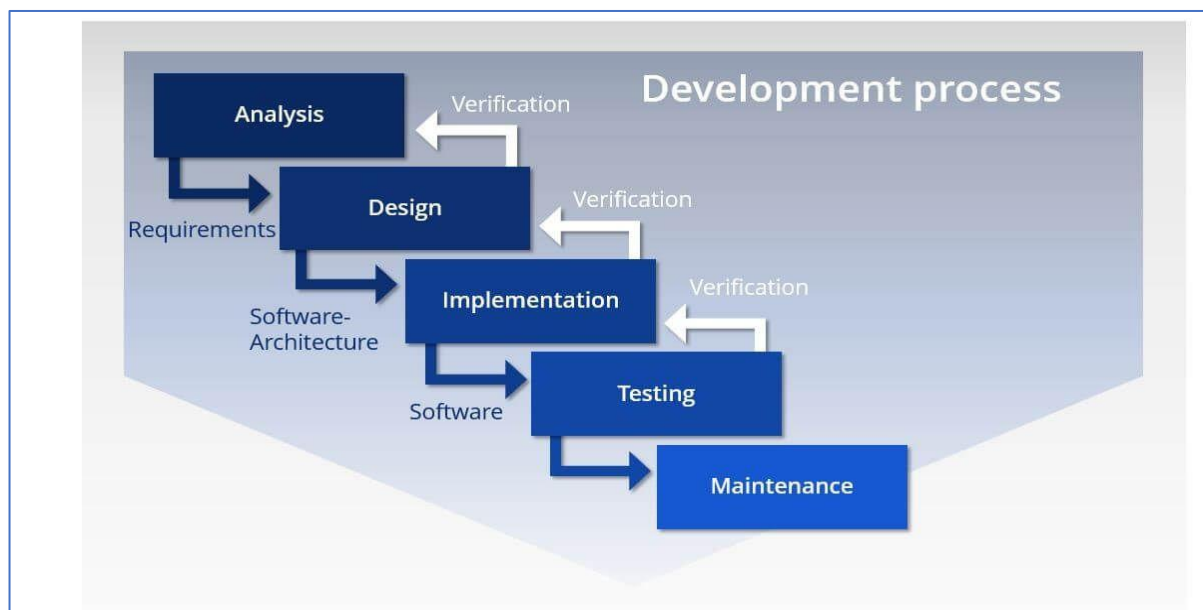 Development process
Analysis
Verification
Requirements
Design
Verification
Software-
Architecture
Implementation
Verification
Software
Testing
Maintenance